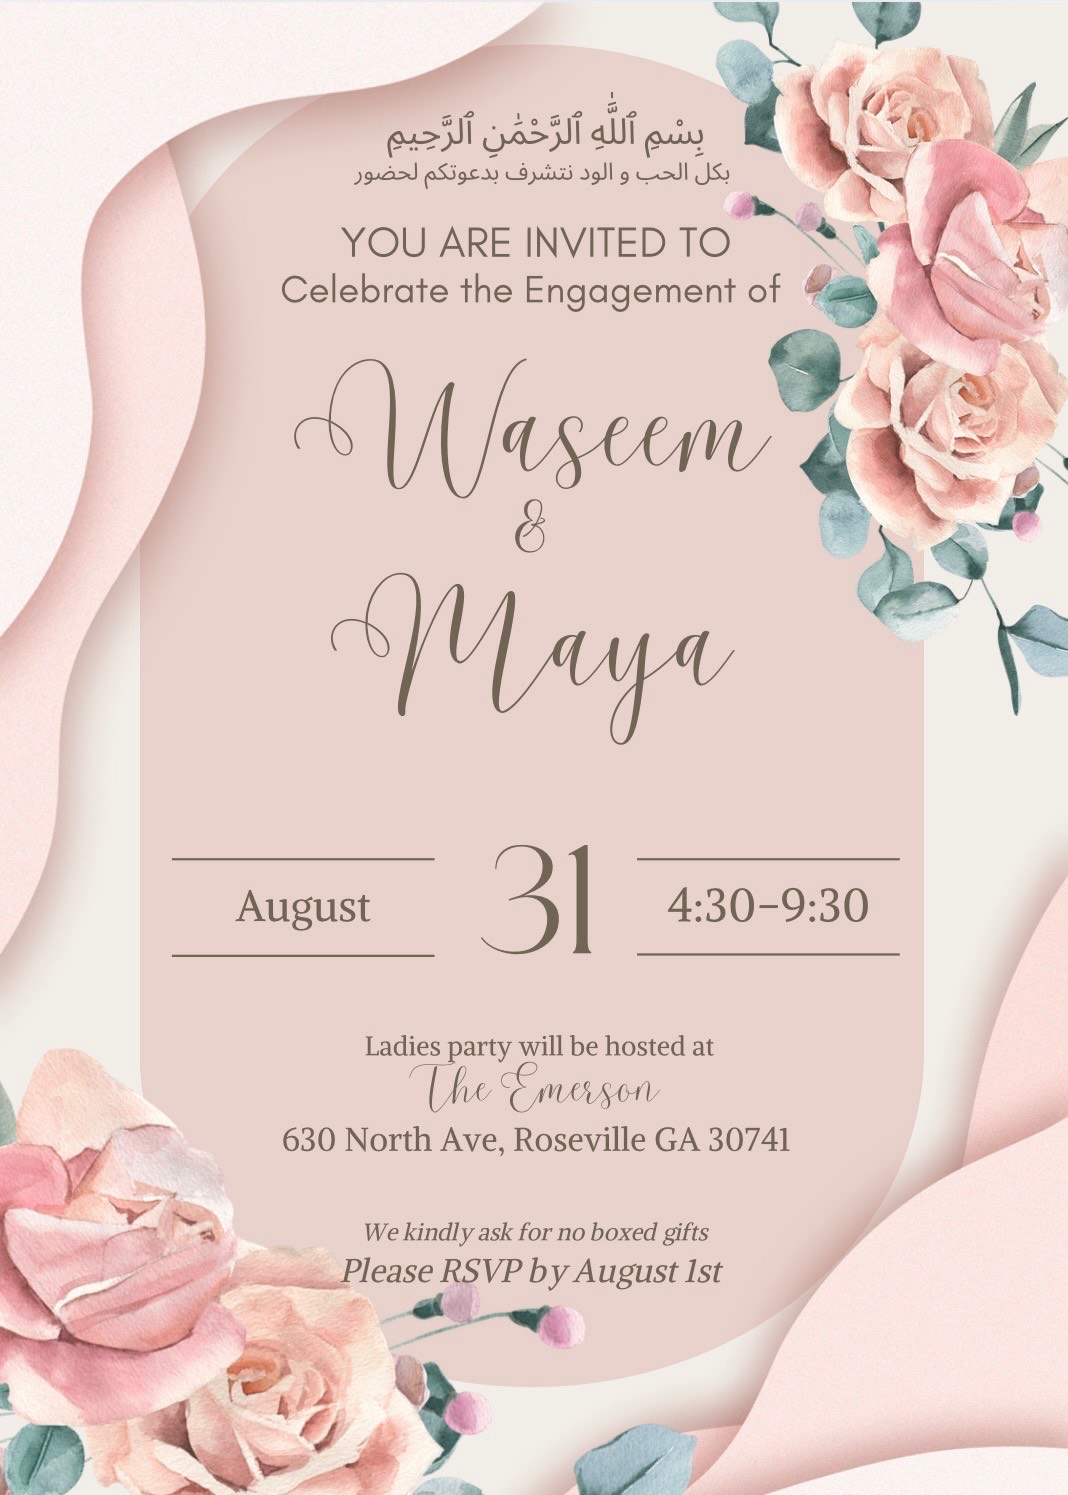 بِسْمِ ٱللَّٰهِ ٱلرَّحْمَٰنِ ٱلرَّحِيمِ
بكل الحب و الود نتشرف بدعوتكم لحضور
YOU ARE INVITED TO
Celebrate the Engagement of
Waseem
&
Maya
August 31 4:30-9:30
Ladies party will be hosted at
The Emerson
630 North Ave, Roseville GA 30741
We kindly ask for no boxed gifts
Please RSVP by August 1st